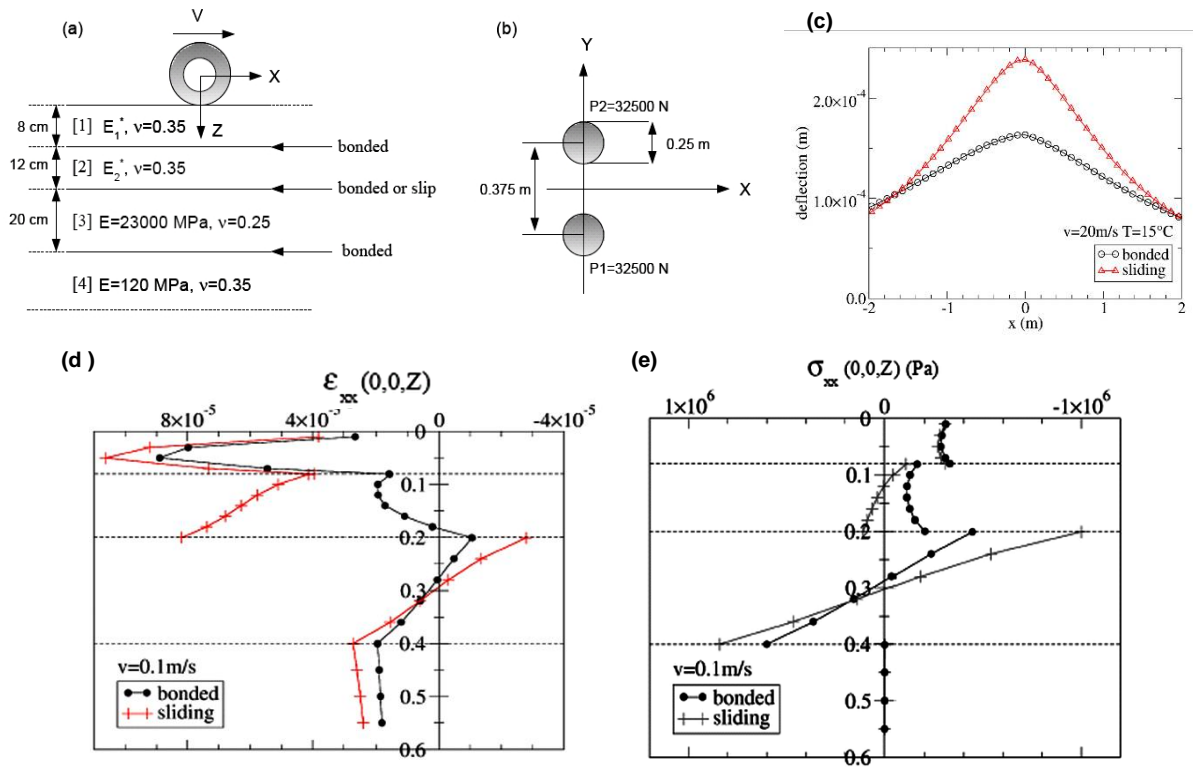 (a)
V
X
Z
8 cm
[1] E₁*, ν=0.35
bonded
12 cm
[2] E₂*, ν=0.35
bonded or slip
20 cm
[3] E=23000 MPa, ν=0.25
bonded
[4] E=120 MPa, ν=0.35
(b)
Y
P2=32500 N
0.25 m
0.375 m
X
P1=32500 N
(c)
deflection (m)
2.0×10⁻⁴
1.0×10⁻⁴
0.0
v=20m/s T=15°C
bonded
sliding
-2 -1 0 1 2
x (m)
(d )
εxx (0,0,Z)
8×10⁻⁵ 0 -4×10⁻⁵
0
0.1
0.2
0.3
0.4
0.5
0.6
v=0.1m/s
bonded
sliding
(e)
σxx (0,0,Z) (Pa)
1×10⁶ 0 -1×10⁶
0
0.1
0.2
0.3
0.4
0.5
0.6
v=0.1m/s
bonded
sliding